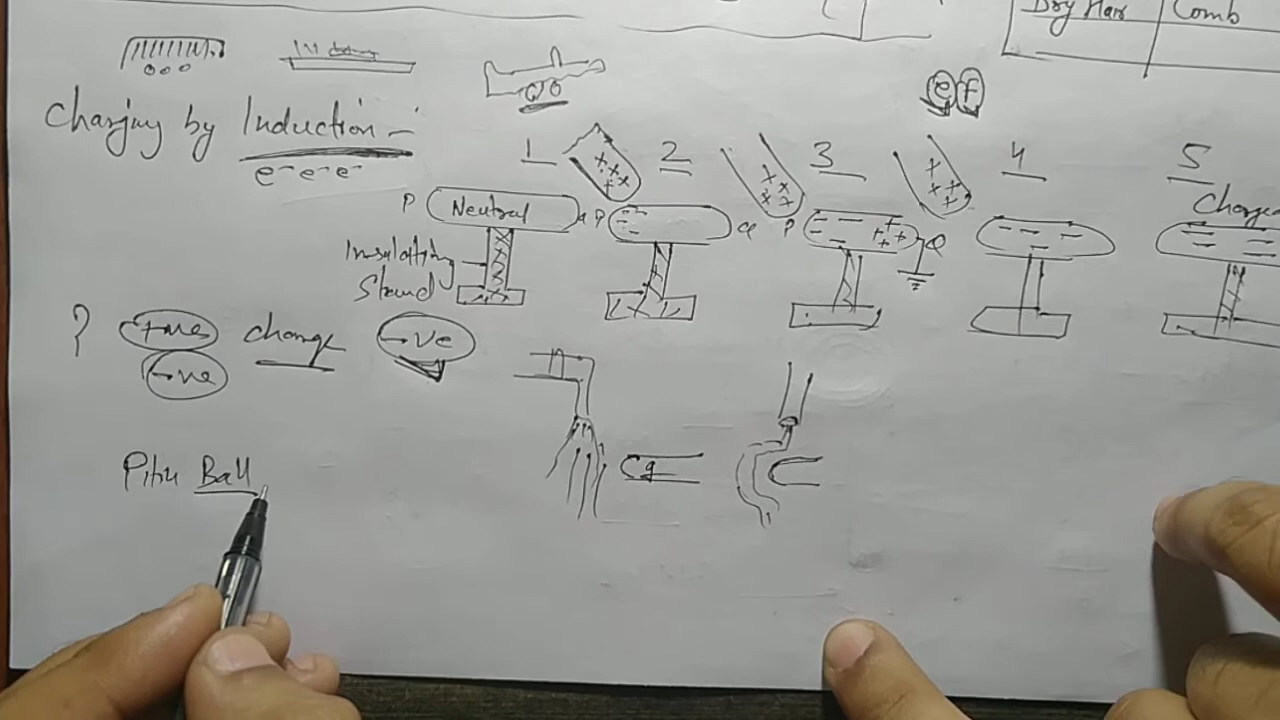 Dry Hair Comb
e f
Charging by Induction -
e- e- e-
1 2 3 4 5
Charged
P Neutral Q
P Q
P Q
Insulating
Stand
? +ve change -ve
-ve
Pith Ball